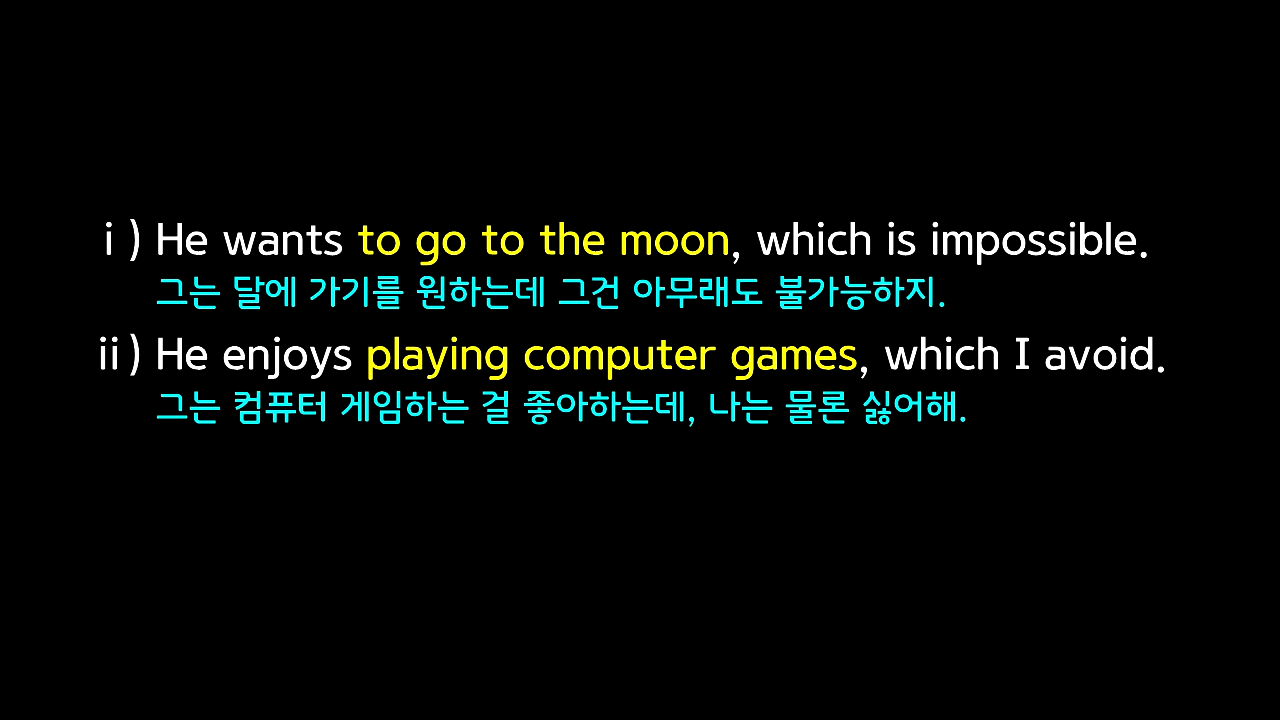 i ) He wants to go to the moon, which is impossible.
그는 달에 가기를 원하는데 그건 아무래도 불가능하지.
ii ) He enjoys playing computer games, which I avoid.
그는 컴퓨터 게임하는 걸 좋아하는데, 나는 물론 싫어해.